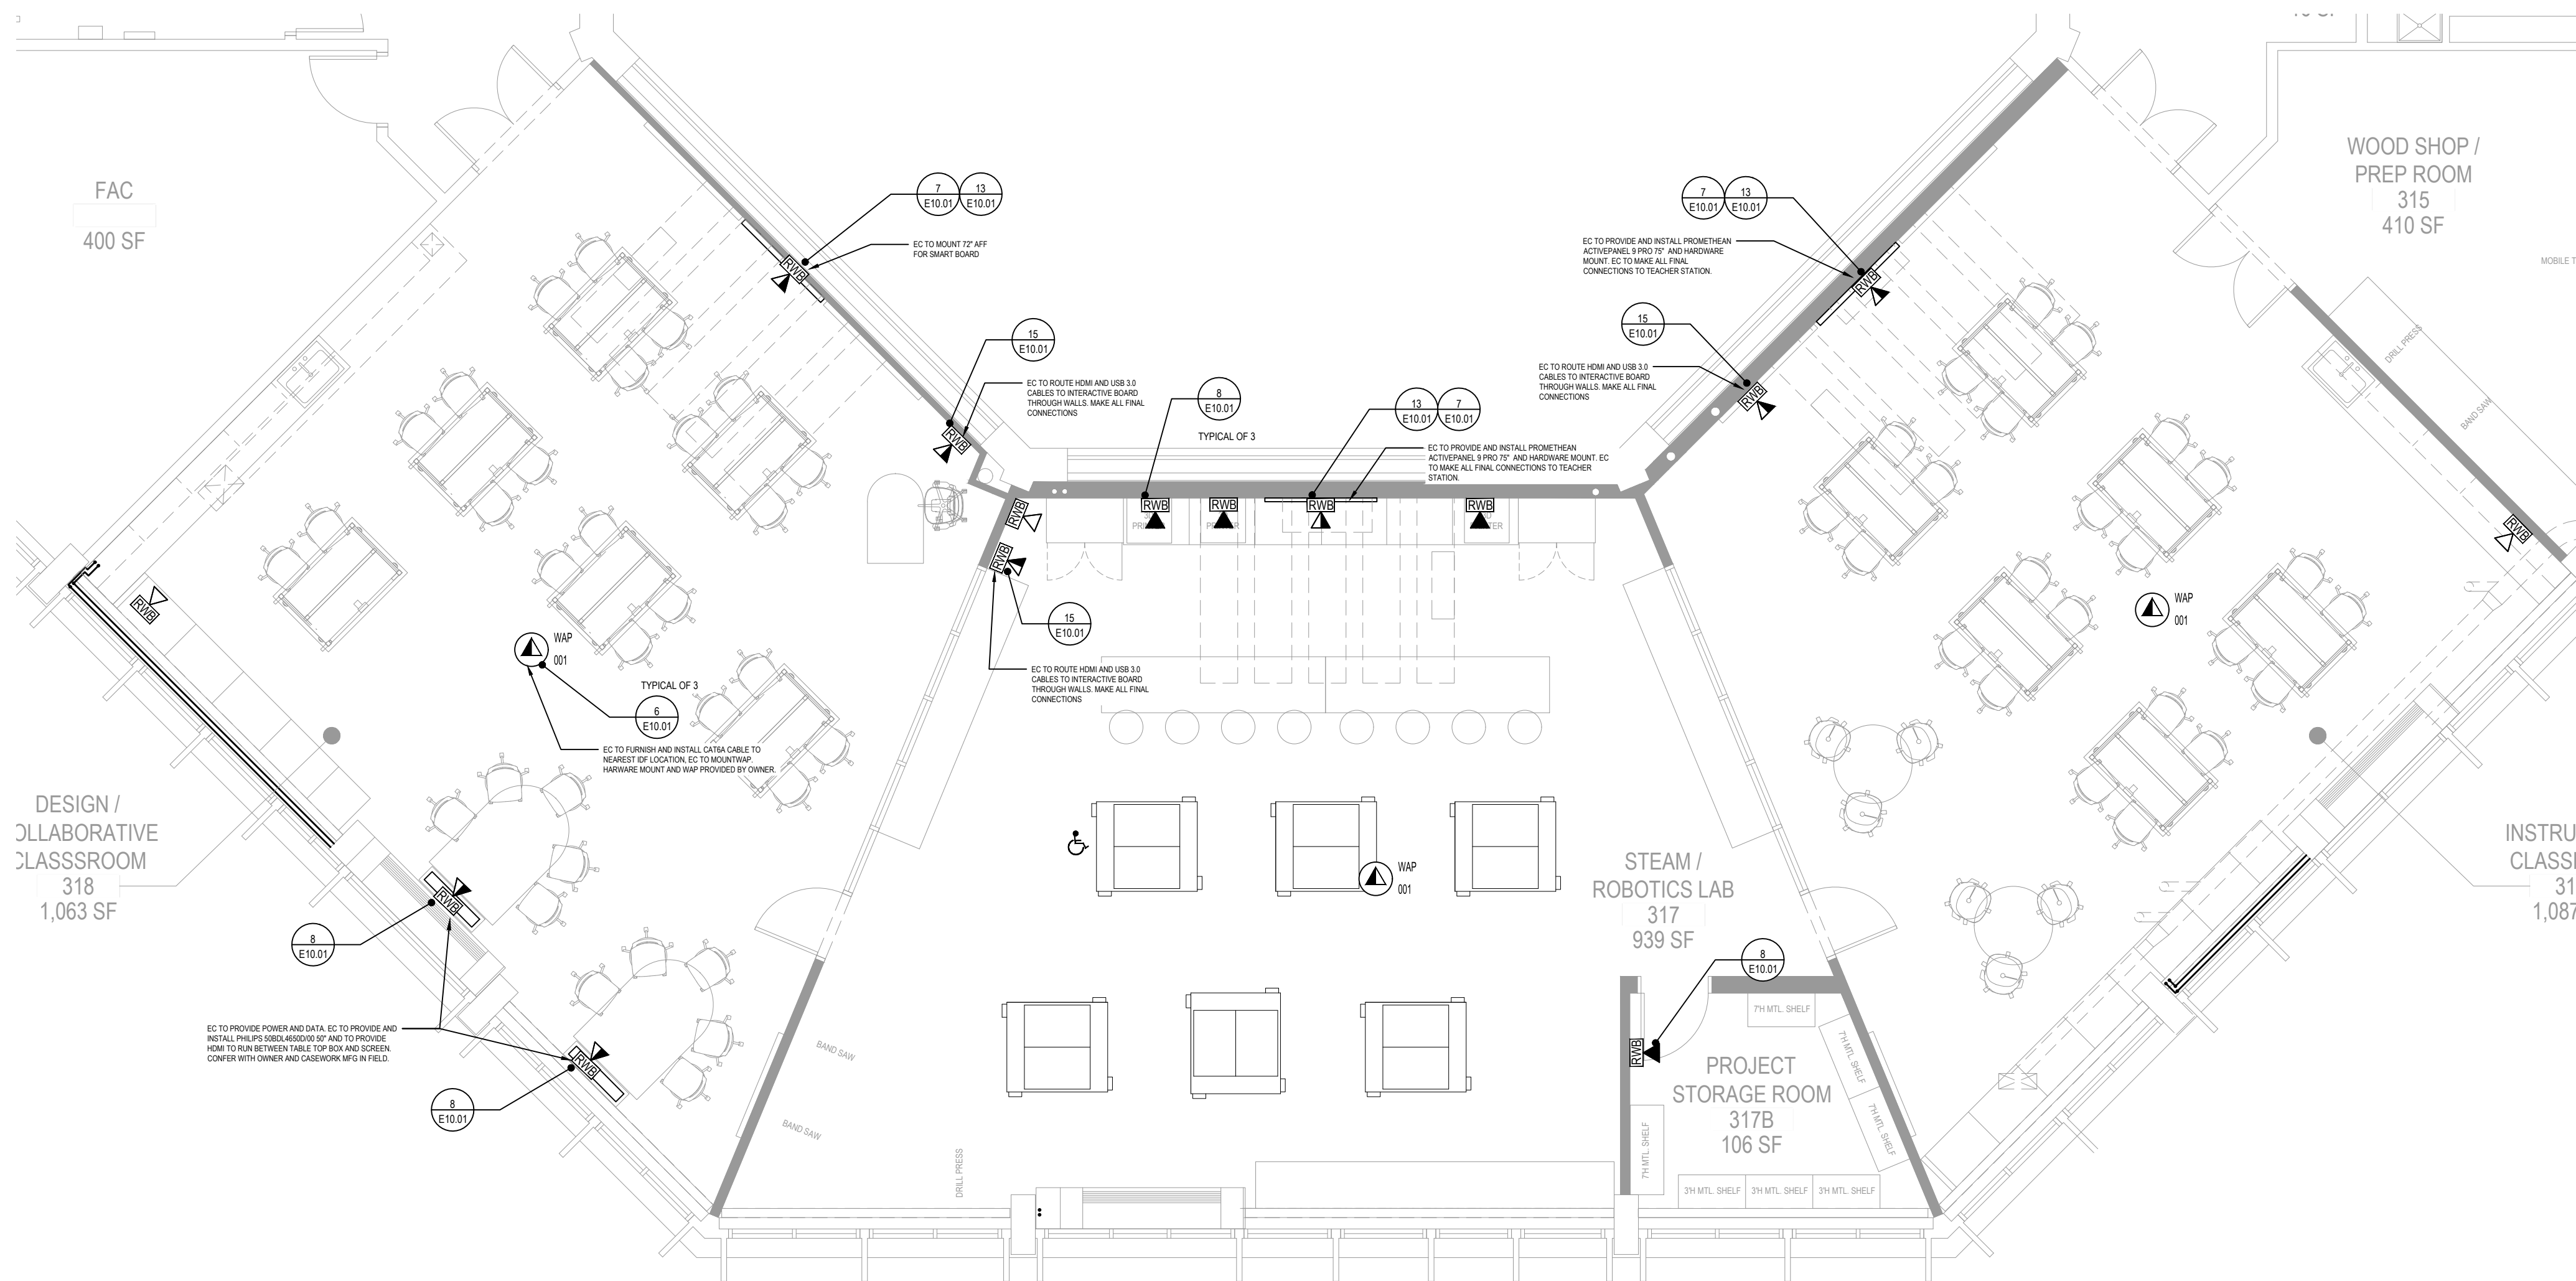 FAC
400 SF
WOOD SHOP /
PREP ROOM
315
410 SF
MOBILE T
7
E10.01
13
E10.01
EC TO MOUNT 72" AFF
FOR SMART BOARD
RWB
7
E10.01
13
E10.01
EC TO PROVIDE AND INSTALL PROMETHEAN
ACTIVEPANEL 9 PRO 75" AND HARDWARE
MOUNT. EC TO MAKE ALL FINAL
CONNECTIONS TO TEACHER STATION.
RWB
15
E10.01
EC TO ROUTE HDMI AND USB 3.0
CABLES TO INTERACTIVE BOARD
THROUGH WALLS. MAKE ALL FINAL
CONNECTIONS
RWB
15
E10.01
EC TO ROUTE HDMI AND USB 3.0
CABLES TO INTERACTIVE BOARD
THROUGH WALLS. MAKE ALL FINAL
CONNECTIONS
RWB
DRILL PRESS
BAND SAW
8
E10.01
TYPICAL OF 3
13
E10.01
7
E10.01
EC TO PROVIDE AND INSTALL PROMETHEAN
ACTIVEPANEL 9 PRO 75" AND HARDWARE MOUNT. EC
TO MAKE ALL FINAL CONNECTIONS TO TEACHER
STATION.
RWB
RWB
RWB
RWB
RWB
RWB
RWB
RWB
15
E10.01
EC TO ROUTE HDMI AND USB 3.0
CABLES TO INTERACTIVE BOARD
THROUGH WALLS. MAKE ALL FINAL
CONNECTIONS
WAP
001
TYPICAL OF 3
6
E10.01
EC TO FURNISH AND INSTALL CAT6A CABLE TO
NEAREST IDF LOCATION, EC TO MOUNTWAP.
HARWARE MOUNT AND WAP PROVIDED BY OWNER.
WAP
001
DESIGN /
OLLABORATIVE
CLASSSROOM
318
1,063 SF
RWB
8
E10.01
EC TO PROVIDE POWER AND DATA. EC TO PROVIDE AND
INSTALL PHILIPS 50BDL4650D/00 50" AND TO PROVIDE
HDMI TO RUN BETWEEN TABLE TOP BOX AND SCREEN.
CONFER WITH OWNER AND CASEWORK MFG IN FIELD.
RWB
8
E10.01
WAP
001
STEAM /
ROBOTICS LAB
317
939 SF
INSTRU
CLASS
31
1,087
8
E10.01
RWB
PROJECT
STORAGE ROOM
317B
106 SF
7'H MTL. SHELF
7'H MTL. SHELF
7'H MTL. SHELF
7'H MTL. SHELF
3'H MTL. SHELF
3'H MTL. SHELF
3'H MTL. SHELF
BAND SAW
BAND SAW
DRILL PRESS